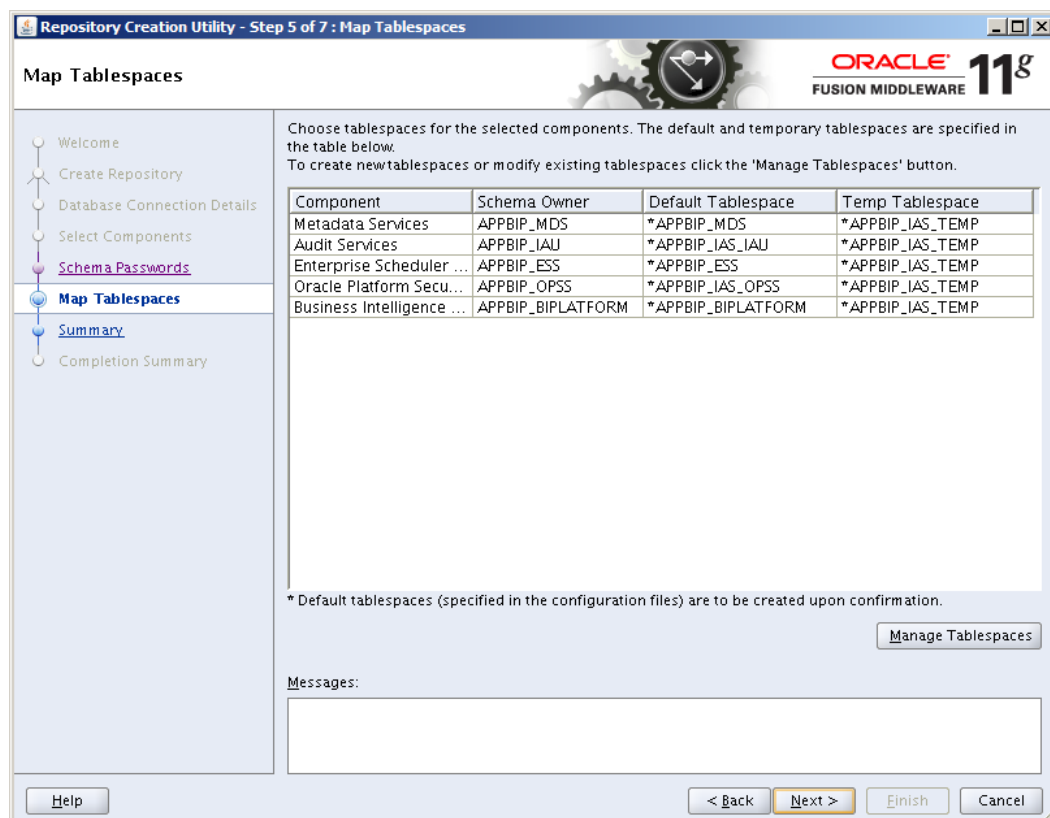 Repository Creation Utility - Step 5 of 7 : Map Tablespaces
Map Tablespaces
ORACLE 11g
FUSION MIDDLEWARE
Welcome
Create Repository
Database Connection Details
Select Components
Schema Passwords
Map Tablespaces
Summary
Completion Summary
Choose tablespaces for the selected components. The default and temporary tablespaces are specified in
the table below.
To create new tablespaces or modify existing tablespaces click the 'Manage Tablespaces' button.
Component Schema Owner Default Tablespace Temp Tablespace
Metadata Services APPBIP_MDS *APPBIP_MDS *APPBIP_IAS_TEMP
Audit Services APPBIP_IAU *APPBIP_IAS_IAU *APPBIP_IAS_TEMP
Enterprise Scheduler ... APPBIP_ESS *APPBIP_ESS *APPBIP_IAS_TEMP
Oracle Platform Secu... APPBIP_OPSS *APPBIP_IAS_OPSS *APPBIP_IAS_TEMP
Business Intelligence ... APPBIP_BIPLATFORM *APPBIP_BIPLATFORM *APPBIP_IAS_TEMP
* Default tablespaces (specified in the configuration files) are to be created upon confirmation.
Manage Tablespaces
Messages:
Help < Back Next > Finish Cancel